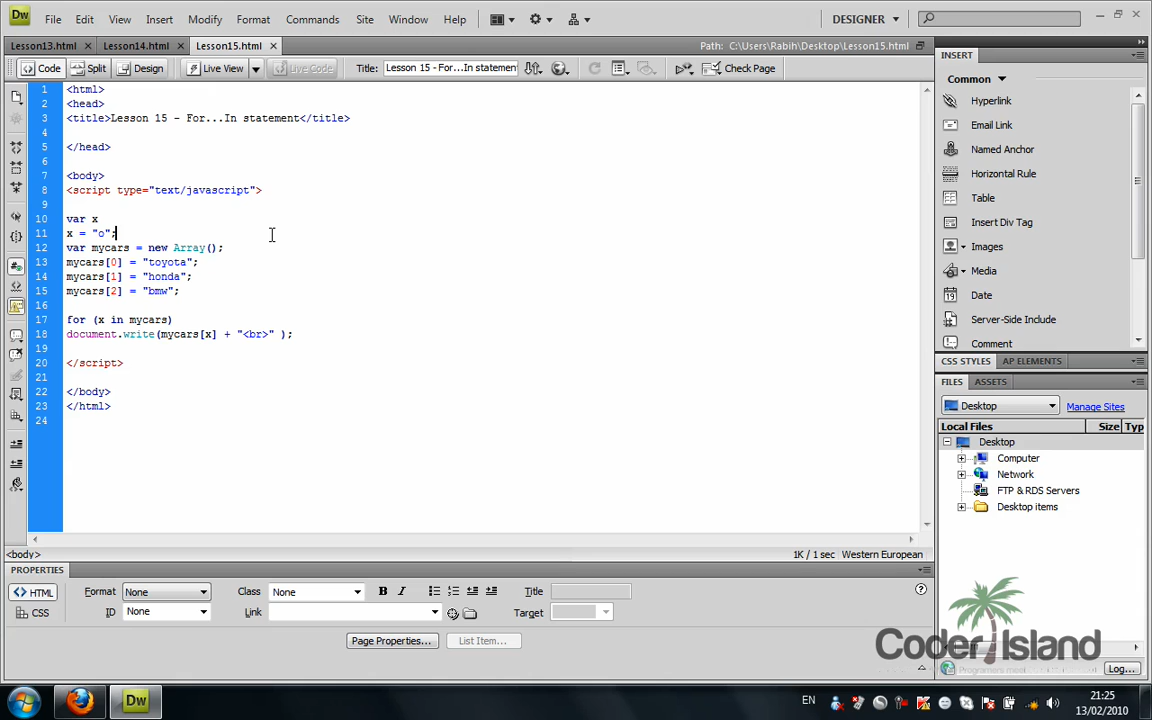 Dw File Edit View Insert Modify Format Commands Site Window Help DESIGNER
Lesson13.html Lesson14.html Lesson15.html Path: C:\Users\Rabih\Desktop\Lesson15.html
Code Split Design Live View Live Code Title: Lesson 15 - For...In statement Check Page
1 <html>
2 <head>
3 <title>Lesson 15 - For...In statement</title>
4
5 </head>
6
7 <body>
8 <script type="text/javascript">
9
10 var x
11 x = "o";
12 var mycars = new Array();
13 mycars[0] = "toyota";
14 mycars[1] = "honda";
15 mycars[2] = "bmw";
16
17 for (x in mycars)
18 document.write(mycars[x] + "<br>" );
19
20 </script>
21
22 </body>
23 </html>
24
<body> 1K / 1 sec Western European
INSERT
Common
Hyperlink
Email Link
Named Anchor
Horizontal Rule
Table
Insert Div Tag
Images
Media
Date
Server-Side Include
Comment
CSS STYLES AP ELEMENTS
FILES ASSETS
Desktop Manage Sites
Local Files Size Typ
Desktop
Computer
Network
FTP & RDS Servers
Desktop items
PROPERTIES
HTML Format None Class None B I Title
CSS ID None Link Target
Page Properties... List Item...
Coder Island
Programers meet
Log...
Dw EN 21:25
13/02/2010